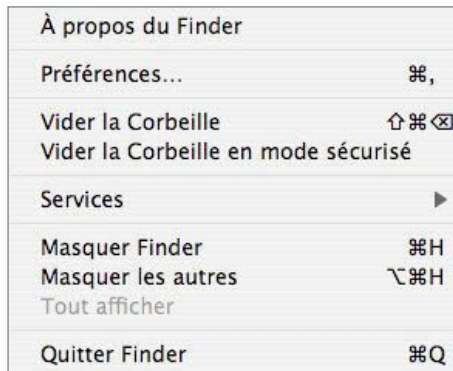 À propos du Finder
Préférences... ⌘,
Vider la Corbeille ⇧⌘⌫
Vider la Corbeille en mode sécurisé
Services ▶
Masquer Finder ⌘H
Masquer les autres ⌥⌘H
Tout afficher
Quitter Finder ⌘Q